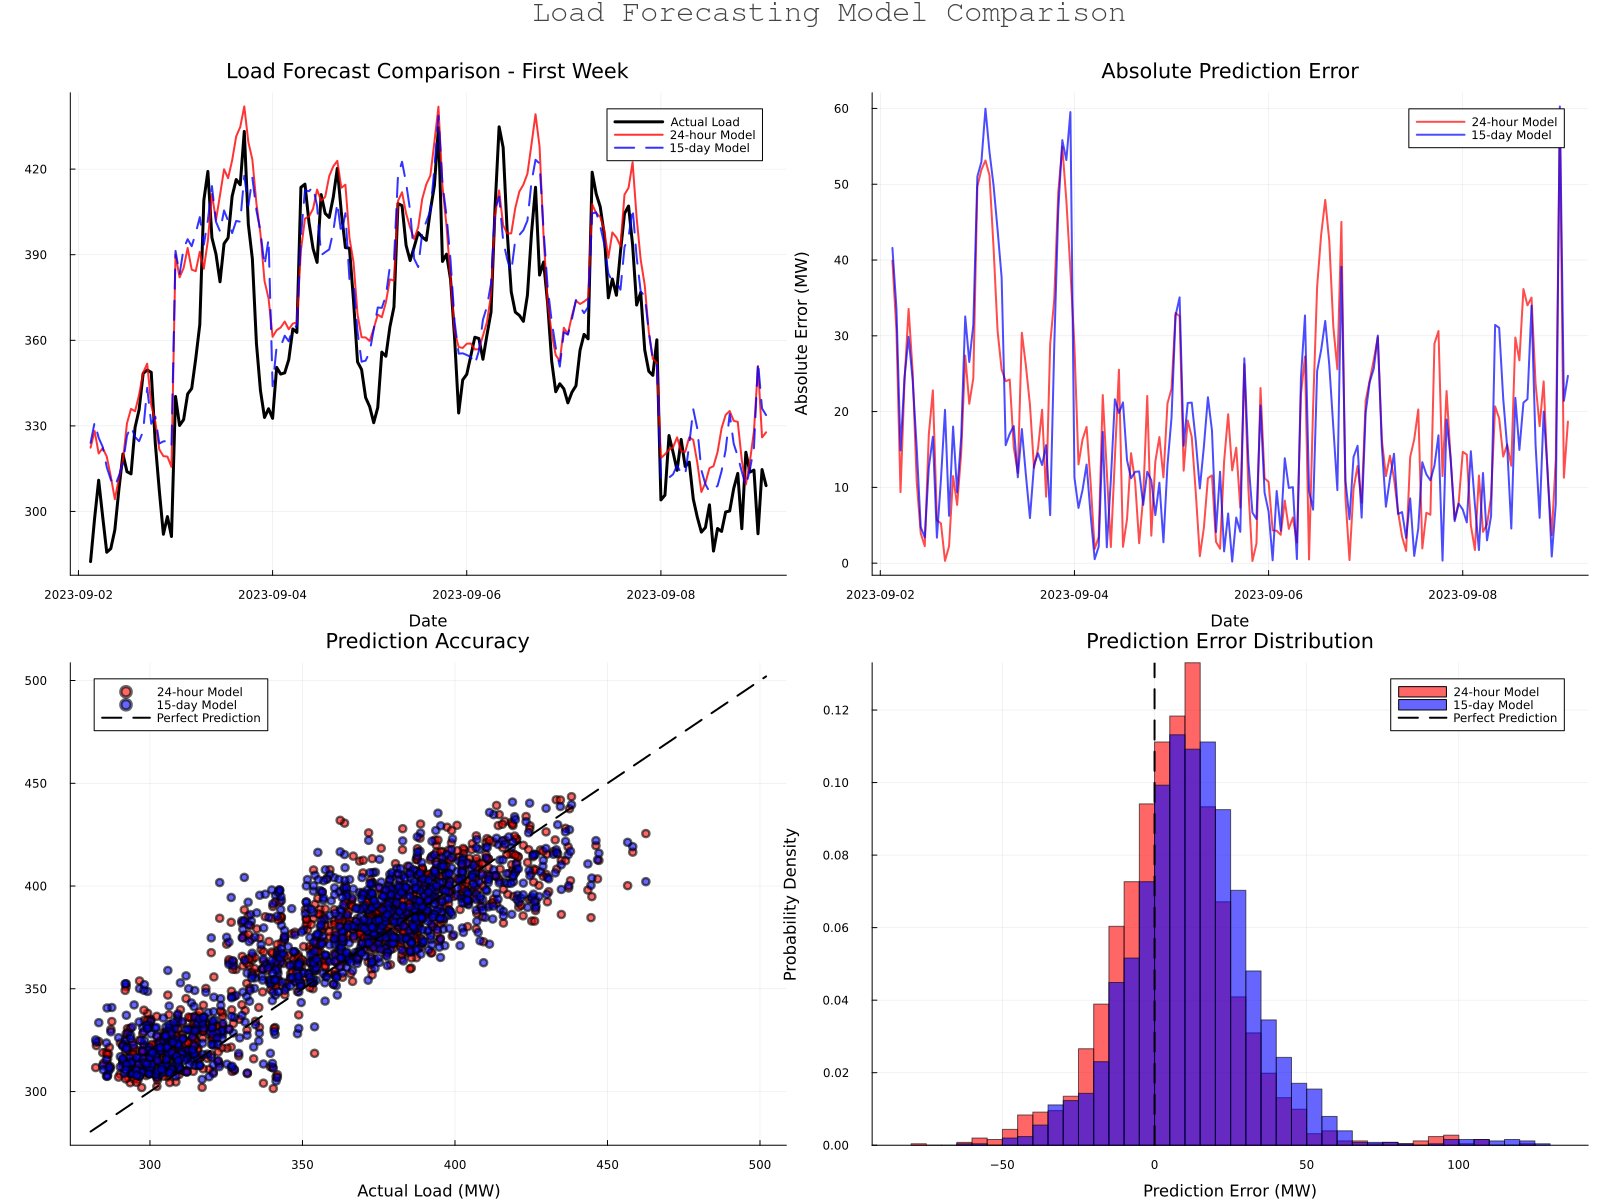 Load Forecasting Model Comparison
Load Forecast Comparison - First Week
Actual Load
24-hour Model
15-day Model
420
390
360
330
300
2023-09-02
2023-09-04
2023-09-06
2023-09-08
Date
Absolute Prediction Error
24-hour Model
15-day Model
Absolute Error (MW)
60
50
40
30
20
10
0
2023-09-02
2023-09-04
2023-09-06
2023-09-08
Date
Prediction Accuracy
24-hour Model
15-day Model
Perfect Prediction
500
450
400
350
300
300
350
400
450
500
Actual Load (MW)
Prediction Error Distribution
24-hour Model
15-day Model
Perfect Prediction
Probability Density
0.12
0.10
0.08
0.06
0.04
0.02
0.00
−50
0
50
100
Prediction Error (MW)